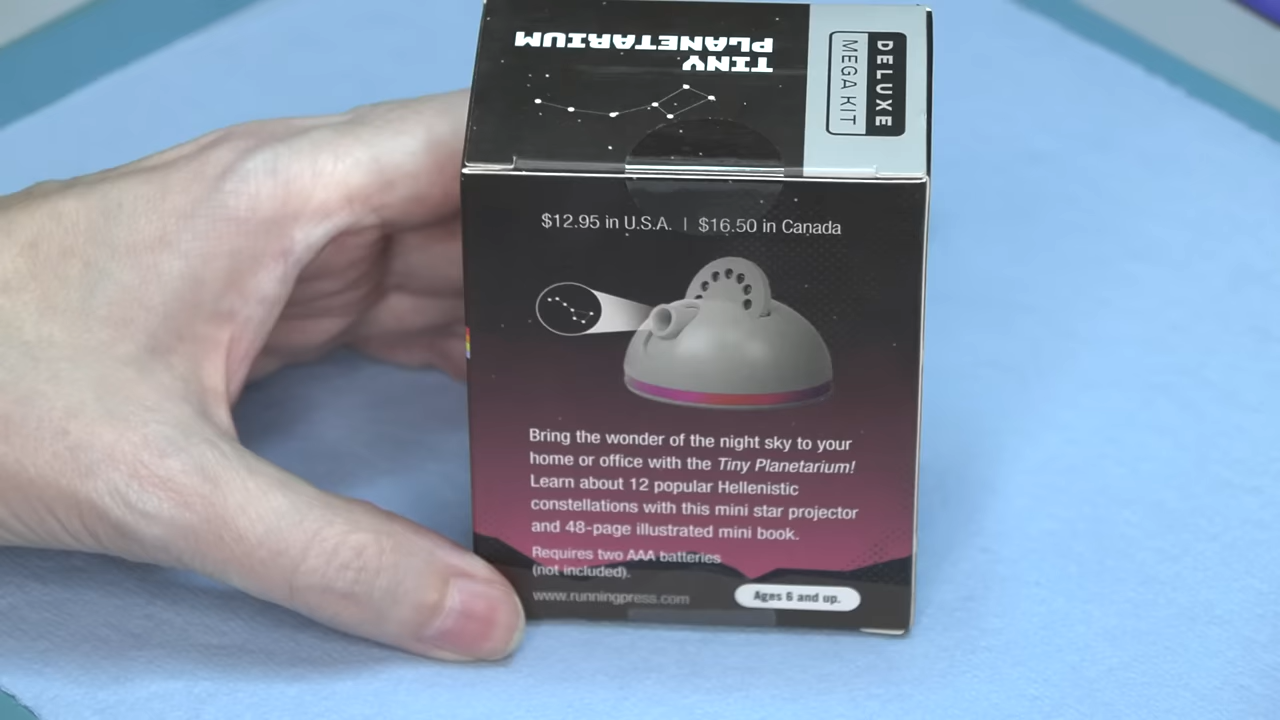 TINY
PLANETARIUM
DELUXE
MEGA KIT
$12.95 in U.S.A. | $16.50 in Canada
Bring the wonder of the night sky to your
home or office with the Tiny Planetarium!
Learn about 12 popular Hellenistic
constellations with this mini star projector
and 48-page illustrated mini book.
Requires two AAA batteries
(not included).
www.runningpress.com
Ages 6 and up.